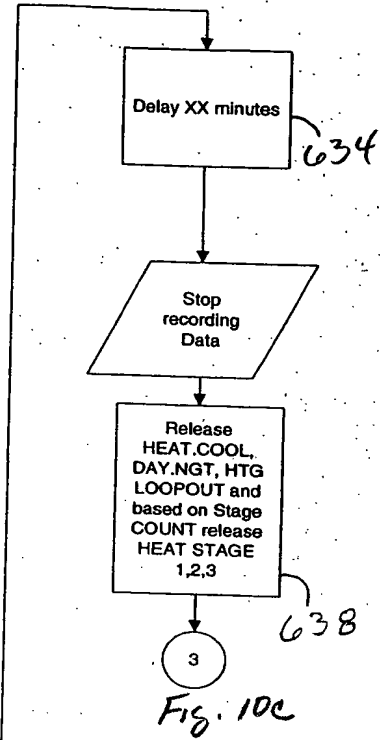 Delay XX minutes
634
Stop
recording
Data
Release
HEAT.COOL,
DAY.NGT, HTG
LOOPOUT and
based on Stage
COUNT release
HEAT STAGE
1,2,3
638
3
Fig. 10c